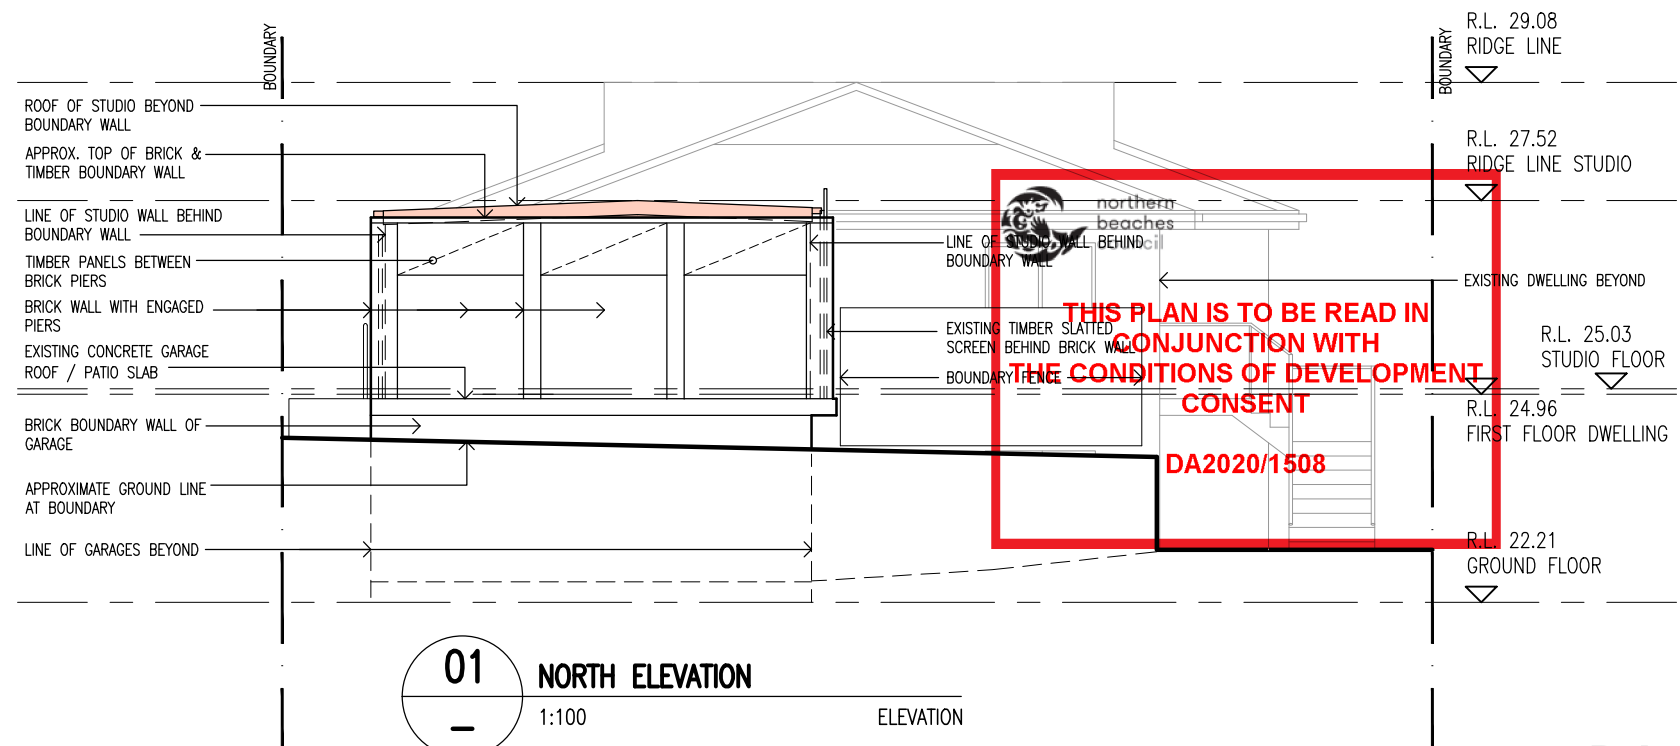 BOUNDARY
BOUNDARY
R.L. 29.08
RIDGE LINE
ROOF OF STUDIO BEYOND
BOUNDARY WALL
APPROX. TOP OF BRICK &
TIMBER BOUNDARY WALL
LINE OF STUDIO WALL BEHIND
BOUNDARY WALL
TIMBER PANELS BETWEEN
BRICK PIERS
BRICK WALL WITH ENGAGED
PIERS
EXISTING CONCRETE GARAGE
ROOF / PATIO SLAB
BRICK BOUNDARY WALL OF
GARAGE
APPROXIMATE GROUND LINE
AT BOUNDARY
LINE OF GARAGES BEYOND
northern
beaches
council
LINE OF STUDIO WALL BEHIND
BOUNDARY WALL
EXISTING TIMBER SLATTED
SCREEN BEHIND BRICK WALL
BOUNDARY FENCE
THIS PLAN IS TO BE READ IN
CONJUNCTION WITH
THE CONDITIONS OF DEVELOPMENT
CONSENT
DA2020/1508
R.L. 27.52
RIDGE LINE STUDIO
EXISTING DWELLING BEYOND
R.L. 25.03
STUDIO FLOOR
R.L. 24.96
FIRST FLOOR DWELLING
R.L. 22.21
GROUND FLOOR
01
–
NORTH ELEVATION
1:100
ELEVATION